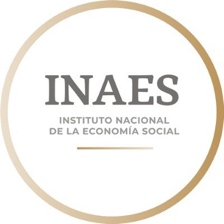 INAES
INSTITUTO NACIONAL
DE LA ECONOMÍA SOCIAL